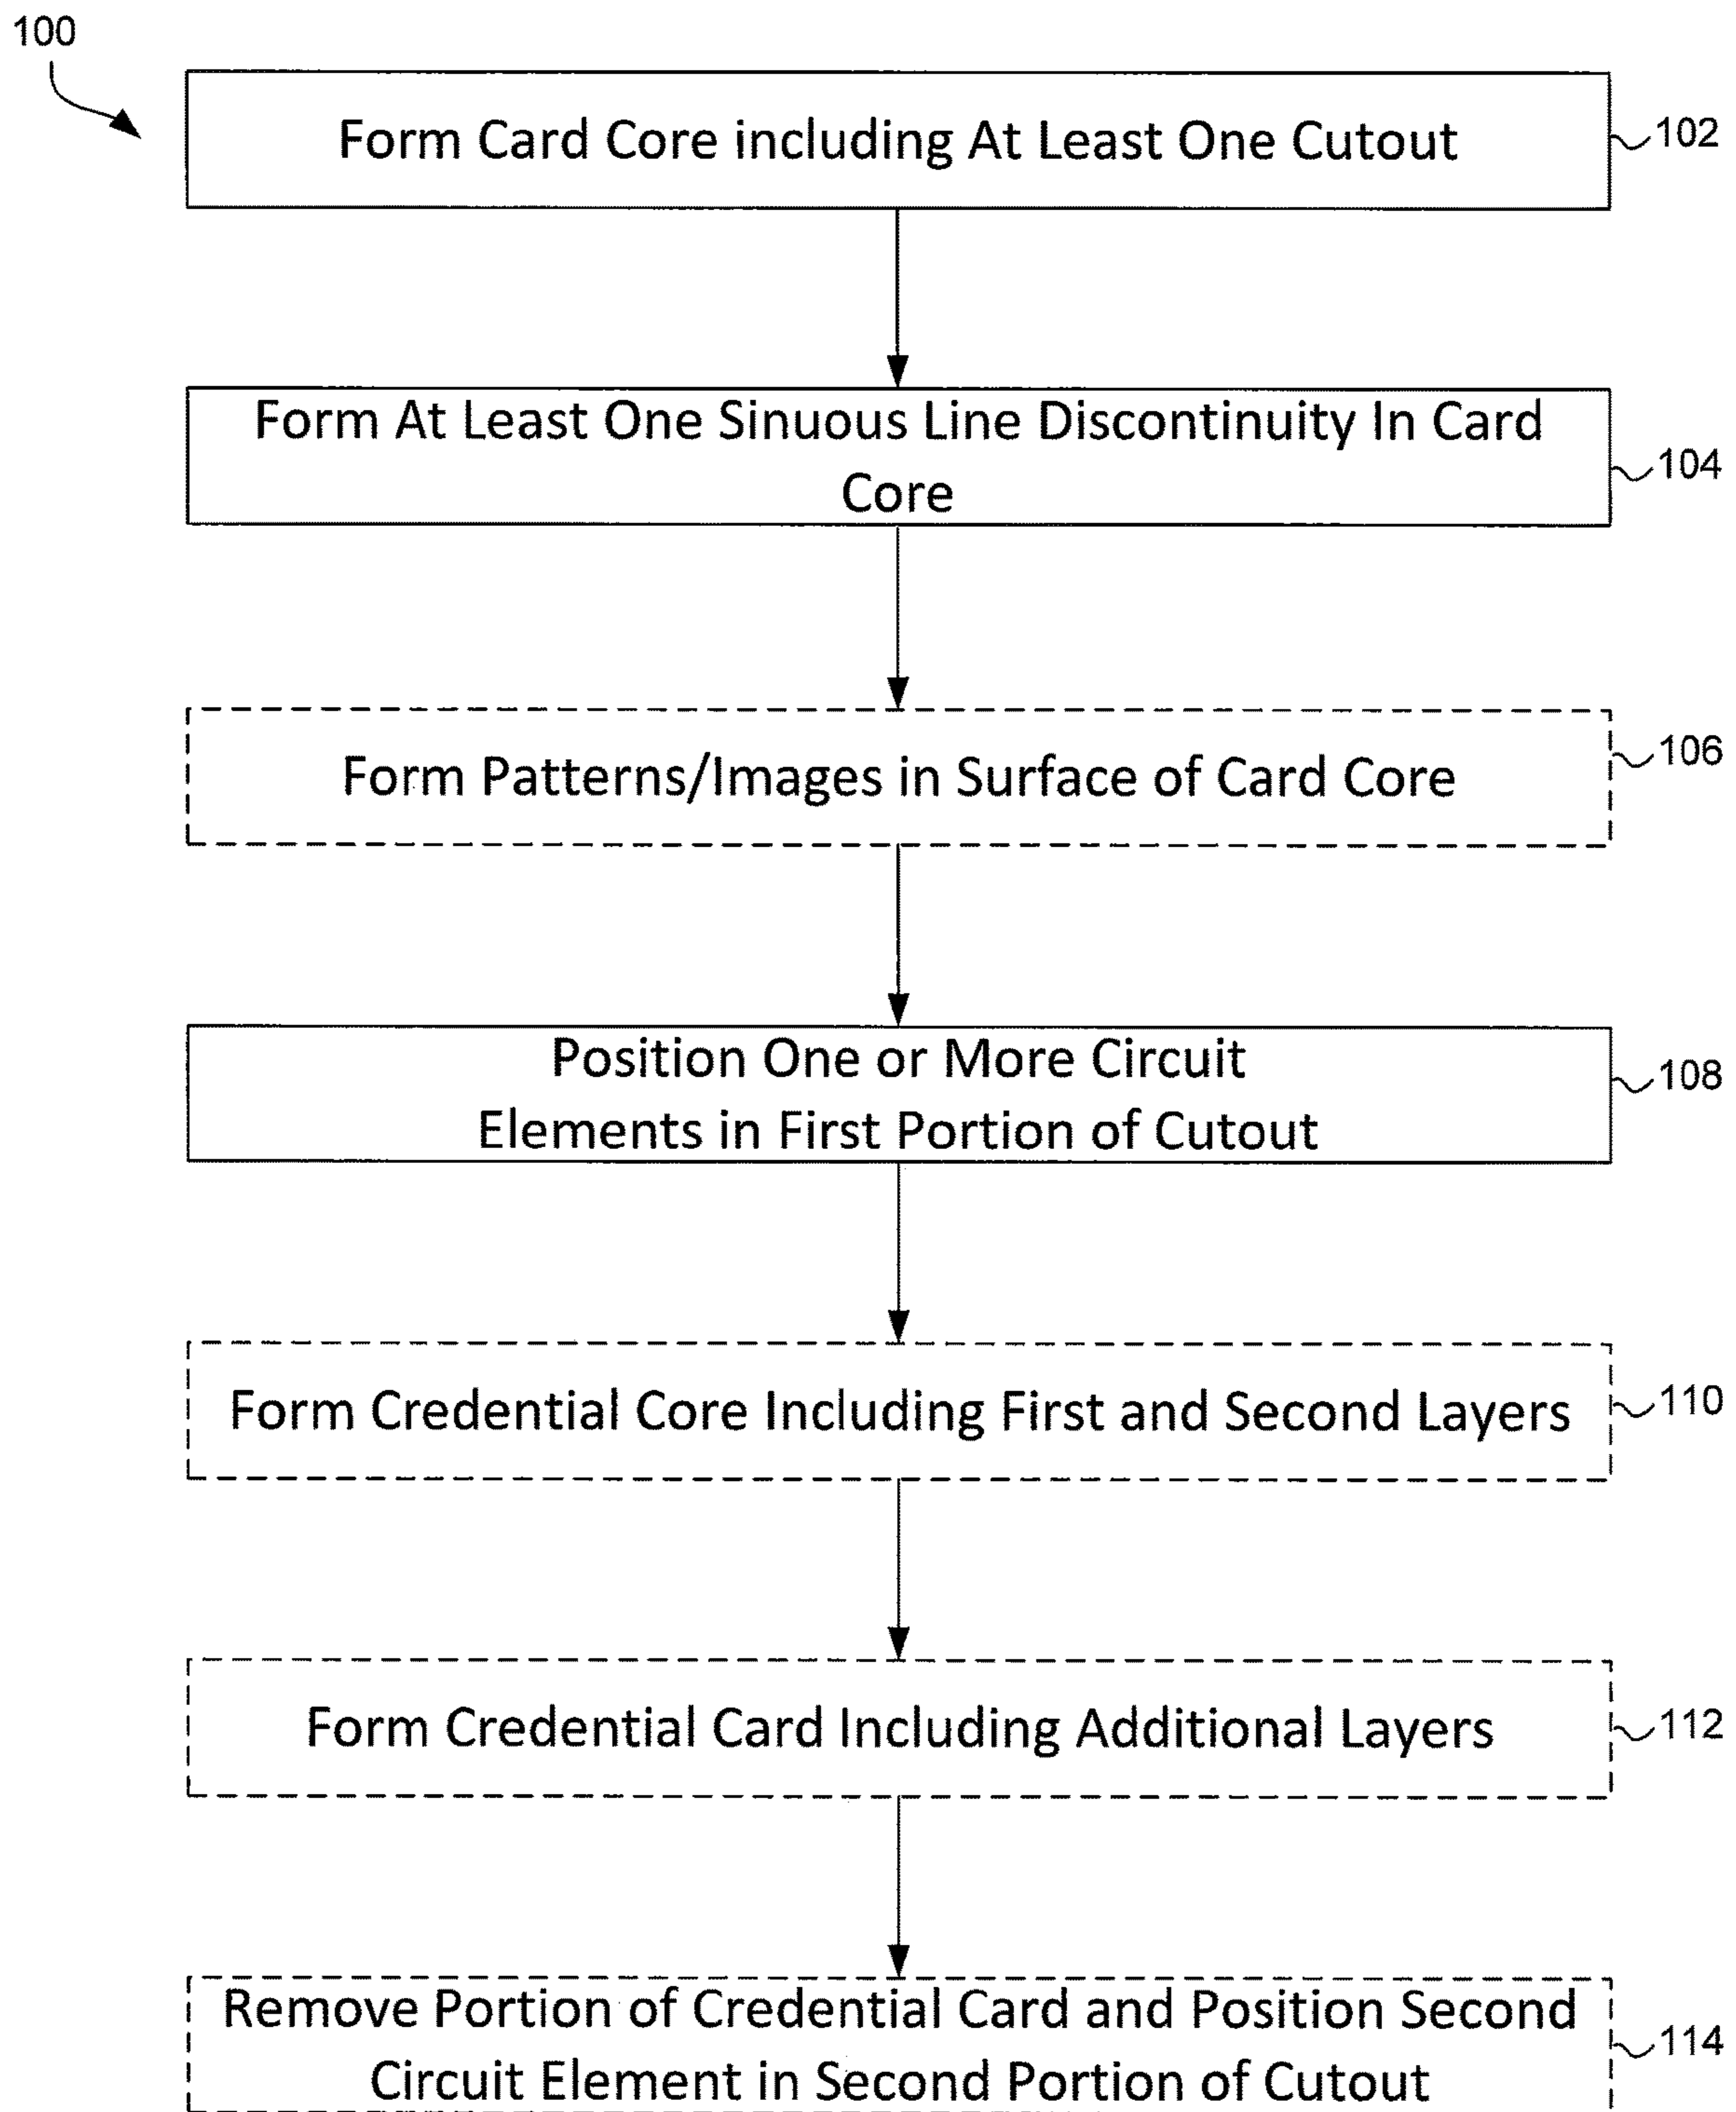 100
Form Card Core including At Least One Cutout
102
Form At Least One Sinuous Line Discontinuity In Card
Core
104
Form Patterns/Images in Surface of Card Core
106
Position One or More Circuit
Elements in First Portion of Cutout
108
Form Credential Core Including First and Second Layers
110
Form Credential Card Including Additional Layers
112
Remove Portion of Credential Card and Position Second
Circuit Element in Second Portion of Cutout
114